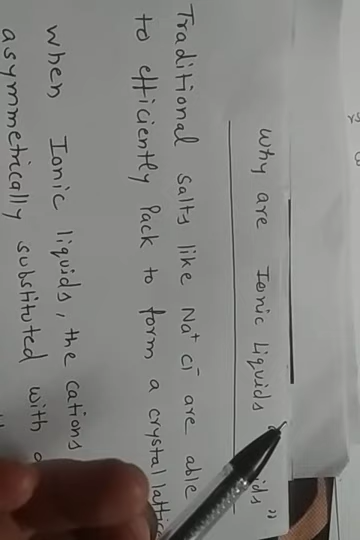 Why are Ionic Liquids
Traditional salts like Na⁺ Cl⁻ are able
to efficiently Pack to form a crystal
when Ionic liquids, the cations
asymmetrically substituted with